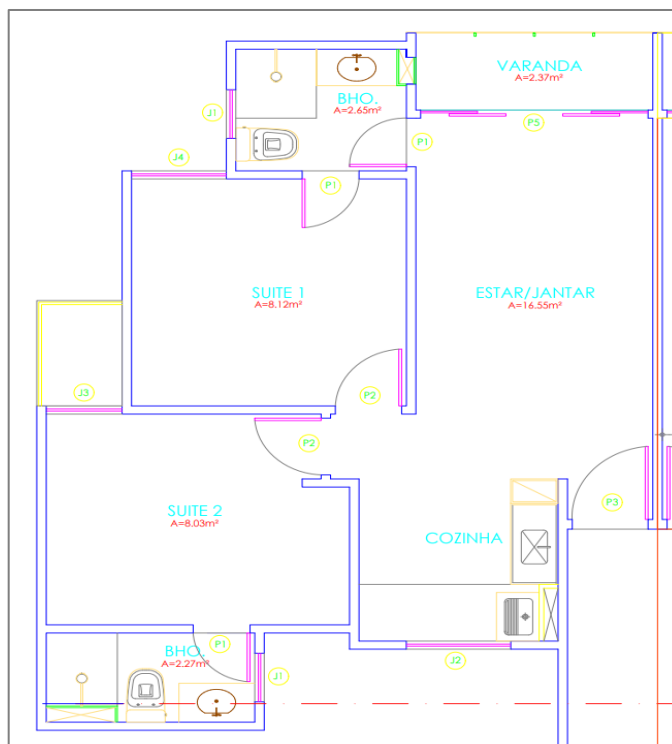 VARANDA
A=2.37m²
BHO.
A=2.65m²
J1
P1
P5
J4
P1
SUITE 1
A=8.12m²
ESTAR/JANTAR
A=16.55m²
J3
P2
P2
P3
SUITE 2
A=8.03m²
COZINHA
P1
BHO.
A=2.27m²
J2
J1